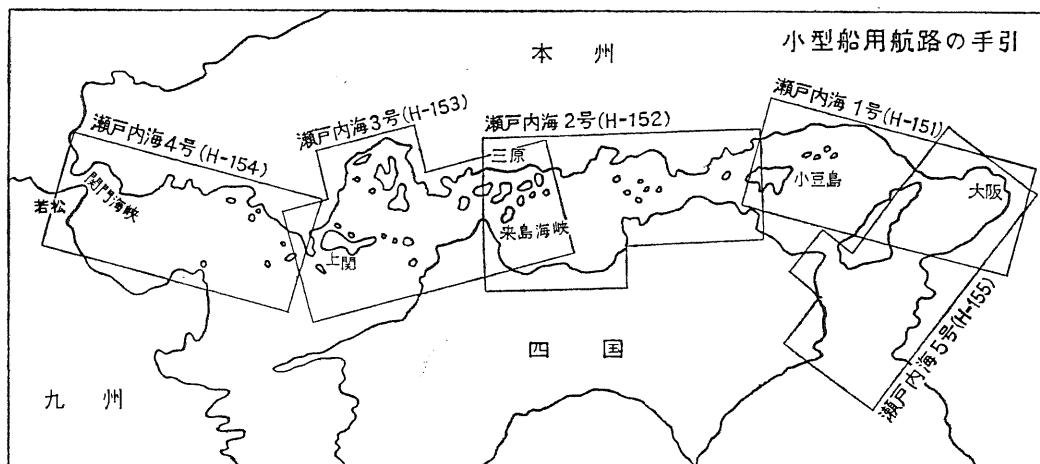 小型船用航路の手引
本州
瀬戸内海1号(H-151)
瀬戸内海3号(H-153)
瀬戸内海2号(H-152)
瀬戸内海4号(H-154)
三原
関門海峡
小豆島
大阪
若松
来島海峡
上関
瀬戸内海5号(H-155)
四国
九州